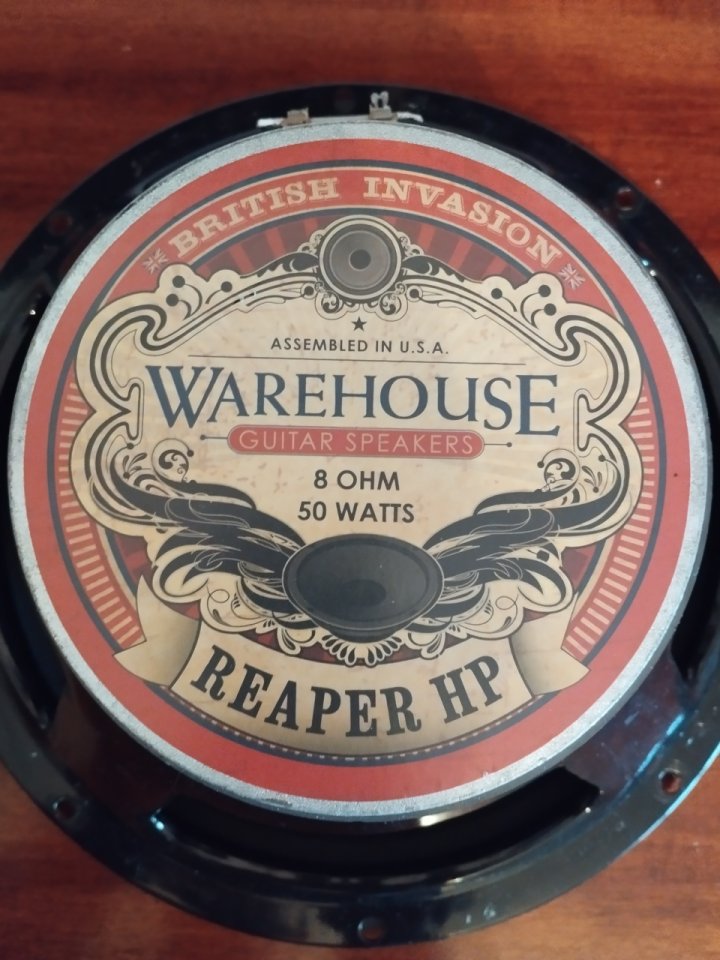 BRITISH INVASION
ASSEMBLED IN U.S.A.
WAREHOUSE
GUITAR SPEAKERS
8 OHM
50 WATTS
REAPER HP